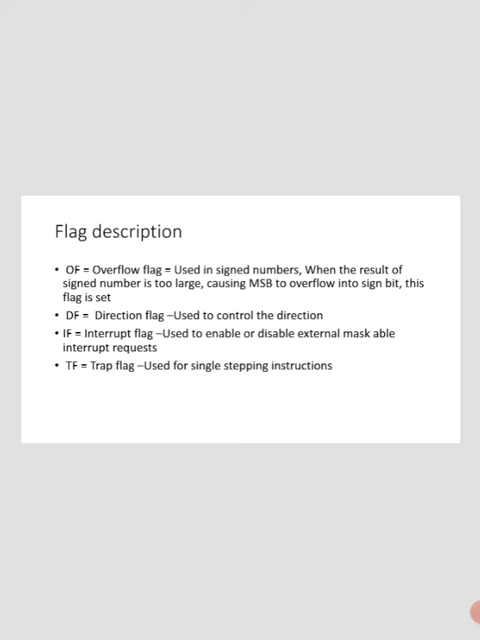 Flag description
• OF = Overflow flag = Used in signed numbers, When the result of
signed number is too large, causing MSB to overflow into sign bit, this
flag is set
• DF = Direction flag –Used to control the direction
• IF = Interrupt flag –Used to enable or disable external mask able
interrupt requests
• TF = Trap flag –Used for single stepping instructions